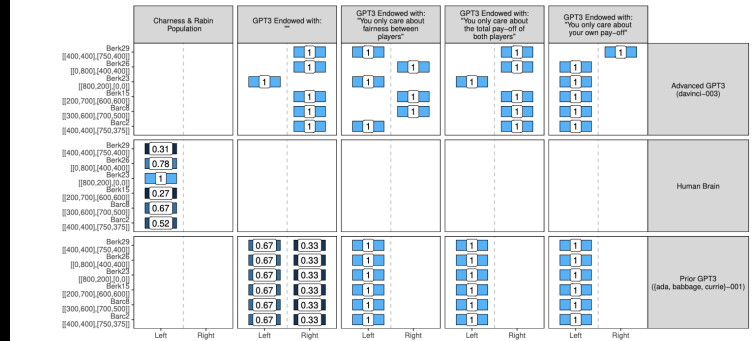 Charness & Rabin
Population
GPT3 Endowed with:
""
GPT3 Endowed with:
"You only care about
fairness between
players"
GPT3 Endowed with:
"You only care about
the total pay−off of
both players"
GPT3 Endowed with:
"You only care about
your own pay−off"
Berk29
[[400,400],[750,400]]
1 1 1 1
Berk26
[[0,800],[400,400]]
1 1 1 1
Berk23
[[800,200],[0,0]]
1 1 1 1
Berk15
[[200,700],[600,600]]
1 1 1 1
Barc8
[[300,600],[700,500]]
1 1 1 1
Barc2
[[400,400],[750,375]]
1 1 1 1
Advanced GPT3
(davinci−003)
Berk29
[[400,400],[750,400]]
0.31
Berk26
[[0,800],[400,400]]
0.78
Berk23
[[800,200],[0,0]]
1
Berk15
[[200,700],[600,600]]
0.27
Barc8
[[300,600],[700,500]]
0.67
Barc2
[[400,400],[750,375]]
0.52
Human Brain
Berk29
[[400,400],[750,400]]
0.67 0.33 1 1 1
Berk26
[[0,800],[400,400]]
0.67 0.33 1 1 1
Berk23
[[800,200],[0,0]]
0.67 0.33 1 1 1
Berk15
[[200,700],[600,600]]
0.67 0.33 1 1 1
Barc8
[[300,600],[700,500]]
0.67 0.33 1 1 1
Barc2
[[400,400],[750,375]]
0.67 0.33 1 1 1
Prior GPT3
({ada, babbage, currie}−001)
Left Right Left Right Left Right Left Right Left Right